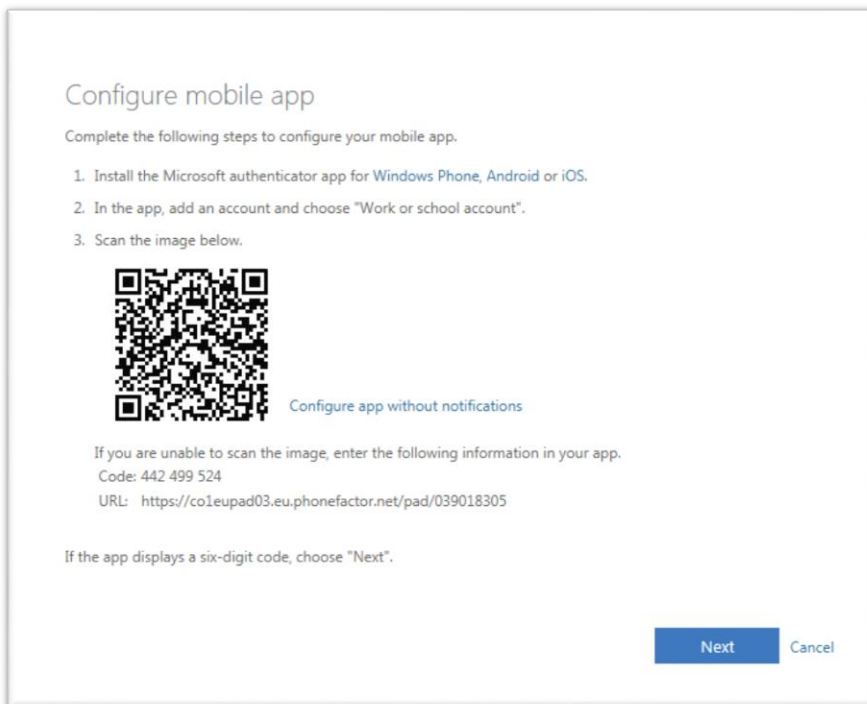 Configure mobile app
Complete the following steps to configure your mobile app.
1. Install the Microsoft authenticator app for Windows Phone, Android or iOS.
2. In the app, add an account and choose "Work or school account".
3. Scan the image below.
Configure app without notifications
If you are unable to scan the image, enter the following information in your app.
Code: 442 499 524
URL: https://co1eupad03.eu.phonefactor.net/pad/039018305
If the app displays a six-digit code, choose "Next".
Next Cancel